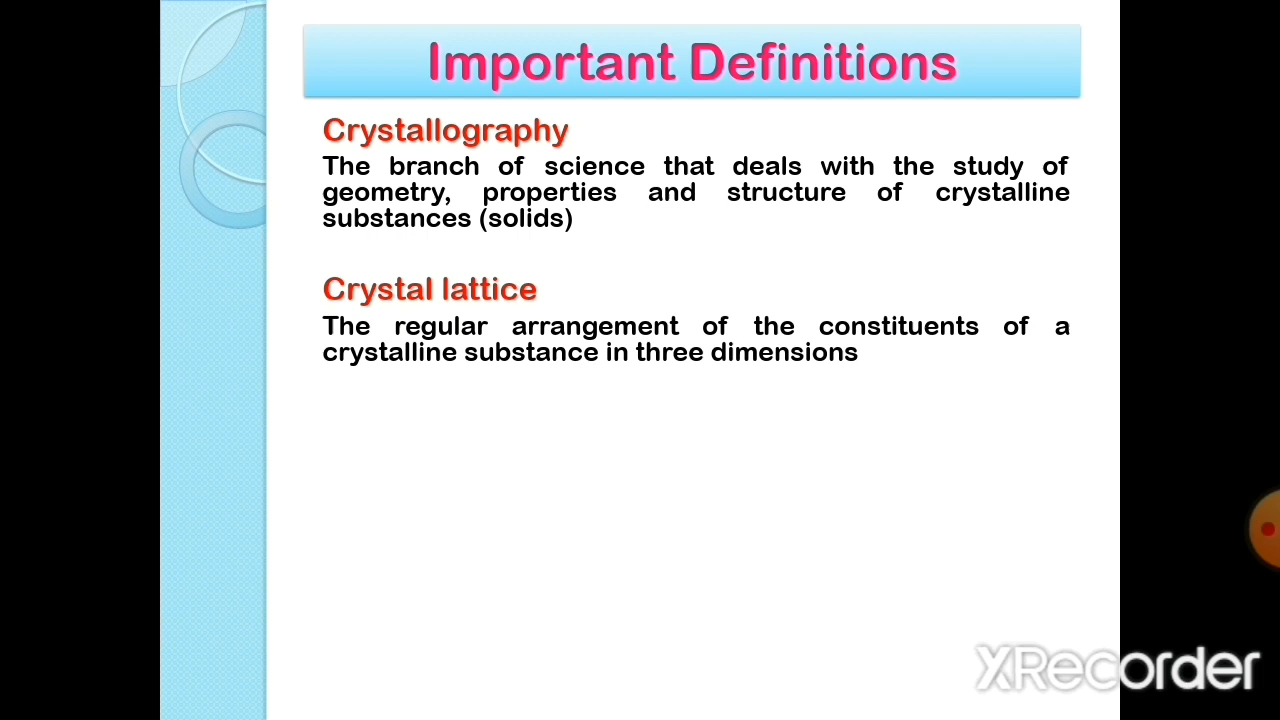 Important Definitions
Crystallography
The branch of science that deals with the study of
geometry, properties and structure of crystalline
substances (solids)
Crystal lattice
The regular arrangement of the constituents of a
crystalline substance in three dimensions
XRecorder